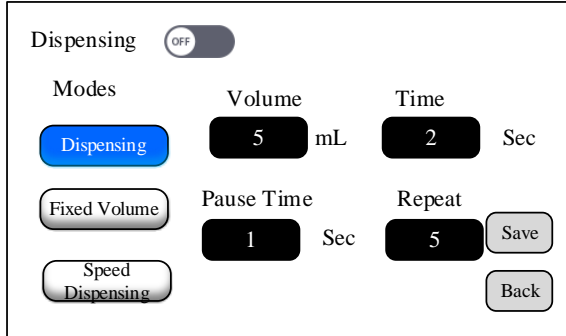 Dispensing OFF
Modes
Volume Time
Dispensing 5 mL 2 Sec
Fixed Volume
Pause Time Repeat
1 Sec 5 Save
Speed
Dispensing
Back